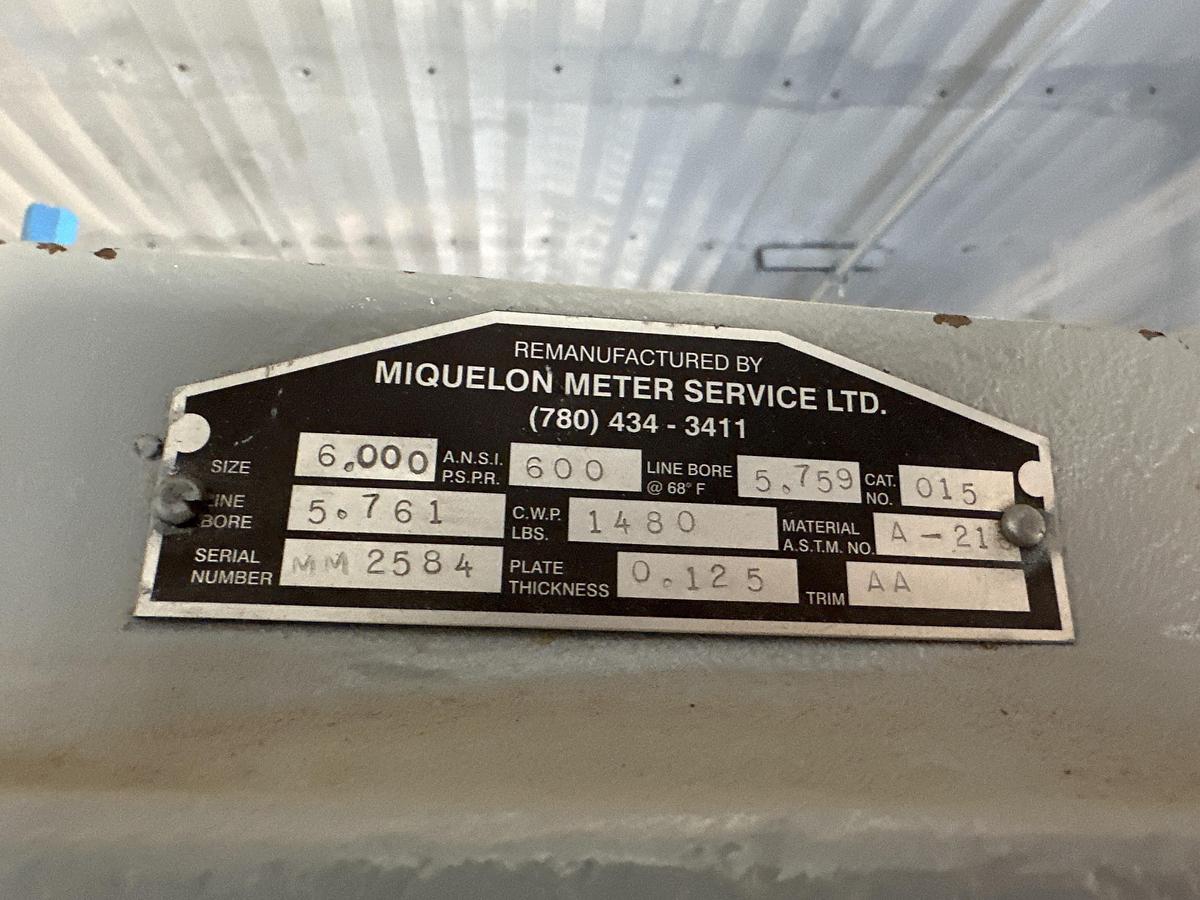 REMANUFACTURED BY
MIQUELON METER SERVICE LTD.
(780) 434 - 3411
SIZE 6.000 A.N.S.I. P.S.P.R. 600 LINE BORE @ 68° F 5.759 CAT. NO. 015
LINE BORE 5.761 C.W.P. LBS. 1480 MATERIAL A.S.T.M. NO. A-21
SERIAL NUMBER MM 2584 PLATE THICKNESS 0.125 TRIM AA